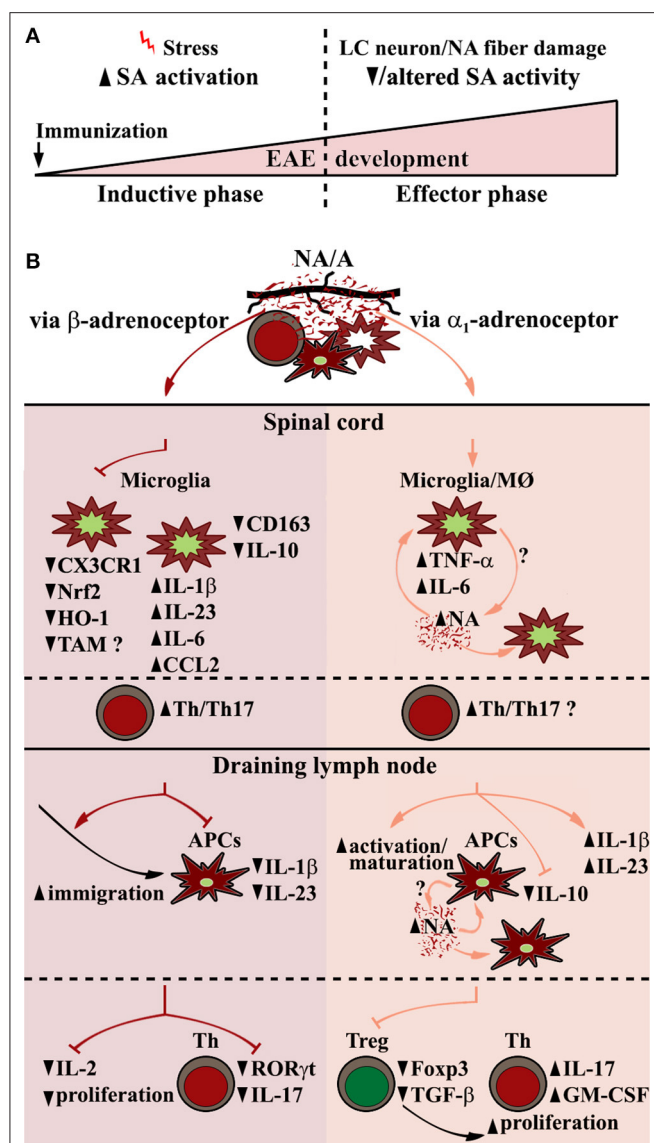 A
Stress
▲ SA activation
LC neuron/NA fiber damage
▼/altered SA activity
Immunization
EAE development
Inductive phase
Effector phase
B
NA/A
via β-adrenoceptor
via α1-adrenoceptor
Spinal cord
Microglia
▼CX3CR1
▼Nrf2
▼HO-1
▼TAM ?
▼CD163
▼IL-10
▲IL-1β
▲IL-23
▲IL-6
▲CCL2
Microglia/MØ
▲TNF-α
▲IL-6
?
▲NA
▲Th/Th17
▲Th/Th17 ?
Draining lymph node
APCs
▲immigration
▼IL-1β
▼IL-23
▲activation/
maturation
APCs
▲IL-1β
▲IL-23
▼IL-10
?
▲NA
▼IL-2
▼proliferation
Th
▼RORγt
▼IL-17
Treg
▼Foxp3
▼TGF-β
Th
▲IL-17
▲GM-CSF
▲proliferation